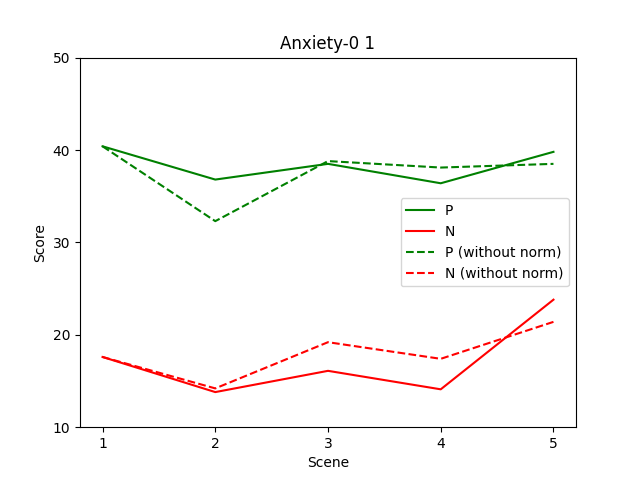 Anxiety-0 1
50
40
30
20
10
Score
P
N
P (without norm)
N (without norm)
1 2 3 4 5
Scene